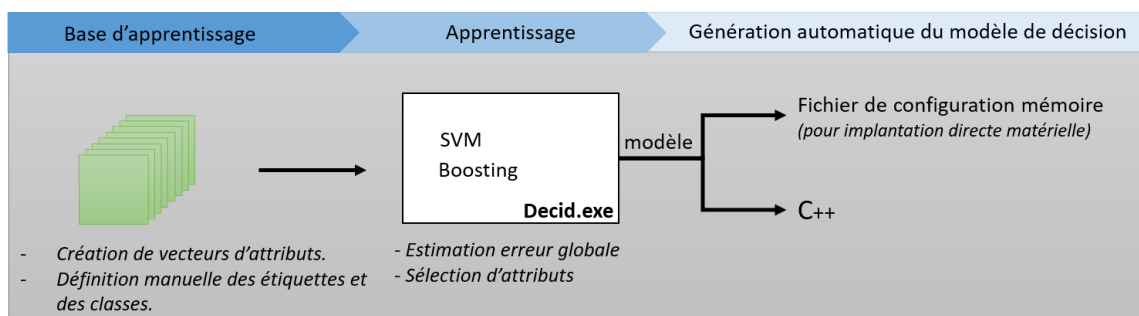 Base d’apprentissage
Apprentissage
Génération automatique du modèle de décision
SVM
Boosting
Decid.exe
modèle
Fichier de configuration mémoire
(pour implantation directe matérielle)
C++
- Création de vecteurs d’attributs.
- Définition manuelle des étiquettes et
des classes.
- Estimation erreur globale
- Sélection d’attributs